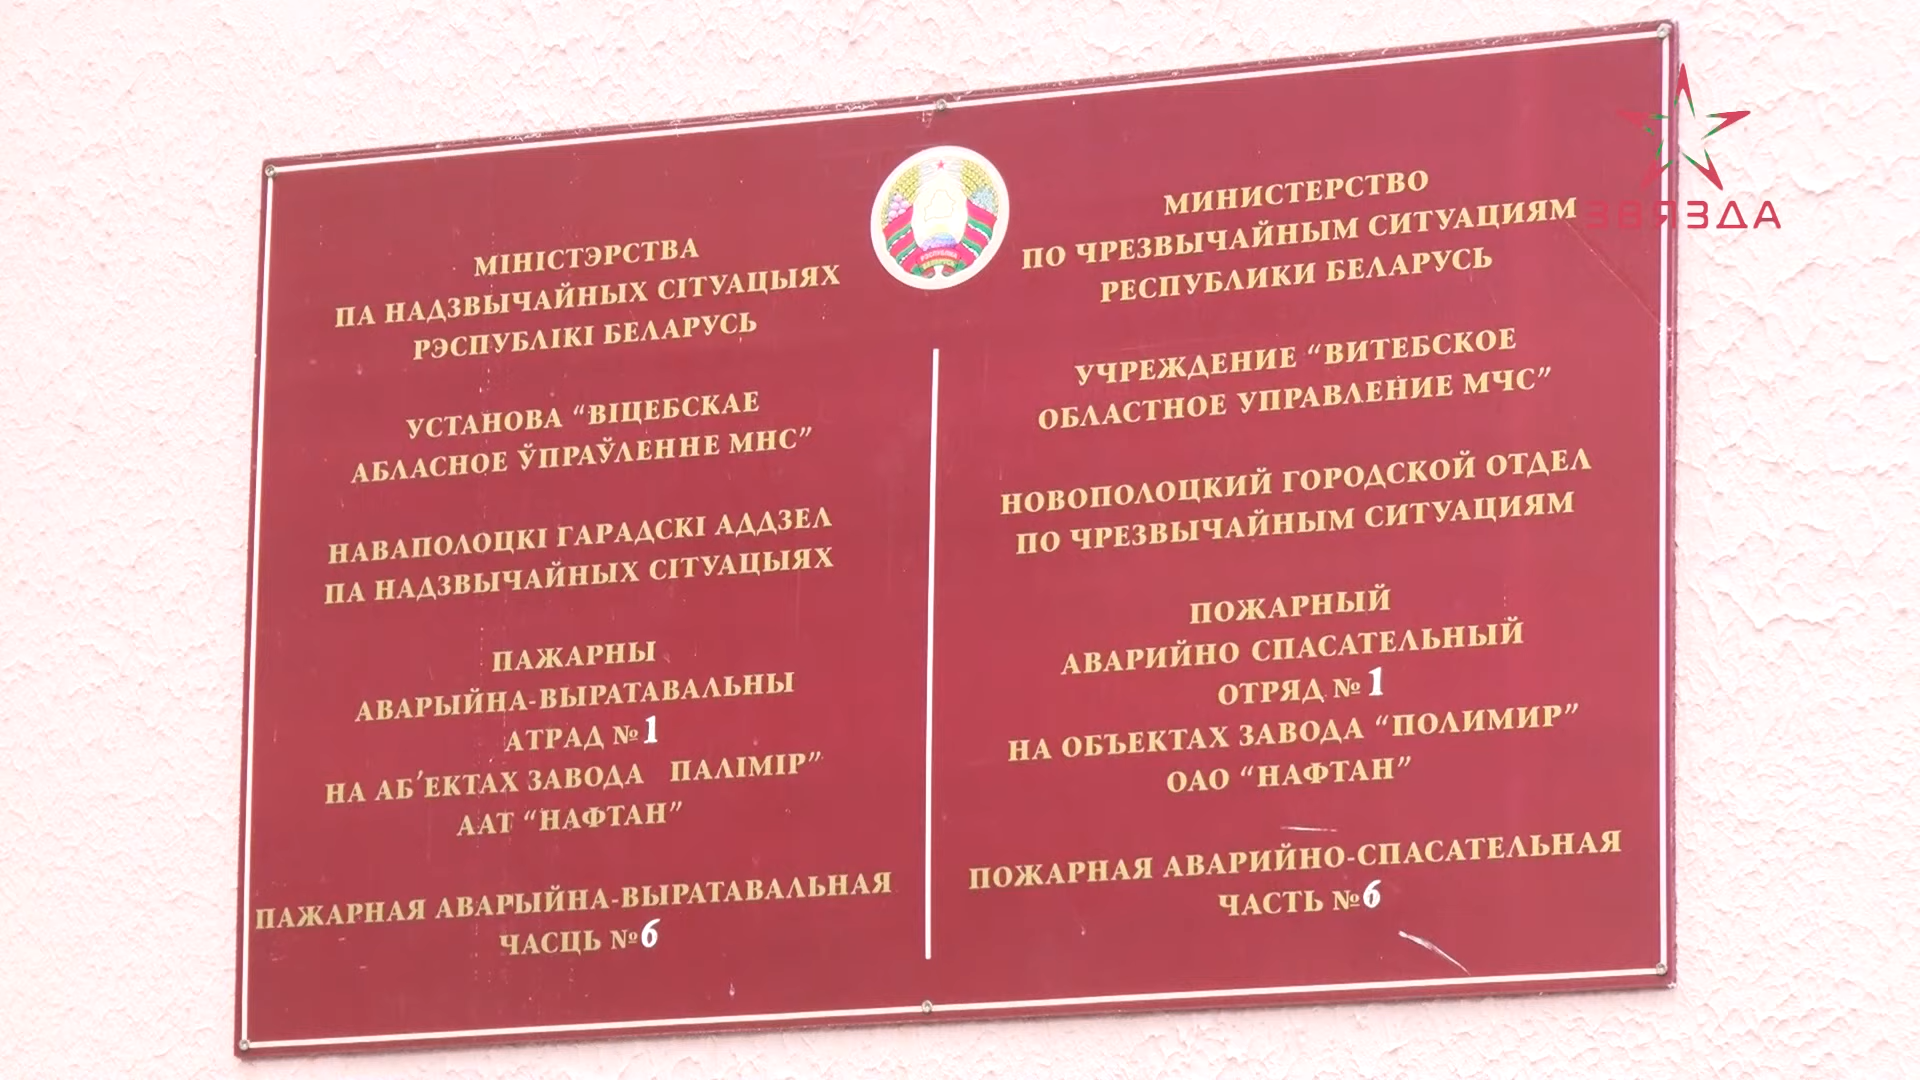 МІНІСТЭРСТВА
ПА НАДЗВЫЧАЙНЫХ СІТУАЦЫЯХ
РЭСПУБЛІКІ БЕЛАРУСЬ
УСТАНОВА “ВІЦЕБСКАЕ
АБЛАСНОЕ ЎПРАЎЛЕННЕ МНС”
НАВАПОЛОЦКІ ГАРАДСКІ АДДЗЕЛ
ПА НАДЗВЫЧАЙНЫХ СІТУАЦЫЯХ
ПАЖАРНЫ
АВАРЫЙНА-ВЫРАТАВАЛЬНЫ
АТРАД №1
НА АБ'ЕКТАХ ЗАВОДА ПАЛІМІР”
ААТ “НАФТАН”
ПАЖАРНАЯ АВАРЫЙНА-ВЫРАТАВАЛЬНАЯ
ЧАСЦЬ №6
МИНИСТЕРСТВО
ПО ЧРЕЗВЫЧАЙНЫМ СИТУАЦИЯМ
РЕСПУБЛИКИ БЕЛАРУСЬ
УЧРЕЖДЕНИЕ “ВИТЕБСКОЕ
ОБЛАСТНОЕ УПРАВЛЕНИЕ МЧС”
НОВОПОЛОЦКИЙ ГОРОДСКОЙ ОТДЕЛ
ПО ЧРЕЗВЫЧАЙНЫМ СИТУАЦИЯМ
ПОЖАРНЫЙ
АВАРИЙНО СПАСАТЕЛЬНЫЙ
ОТРЯД №1
НА ОБЪЕКТАХ ЗАВОДА “ПОЛИМИР”
ОАО “НАФТАН”
ПОЖАРНАЯ АВАРИЙНО-СПАСАТЕЛЬНАЯ
ЧАСТЬ №6
ЗВЯЗДА